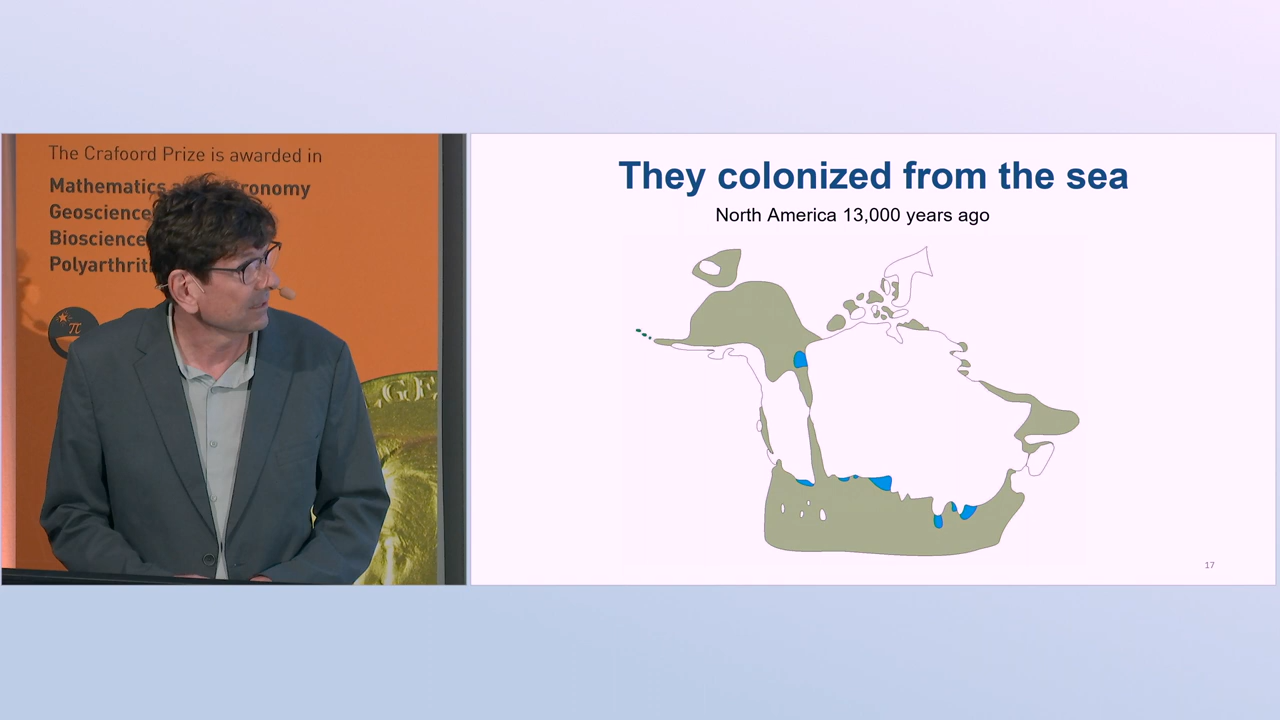 The Crafoord Prize is awarded in
Mathematics
Geoscience
Bioscience
Polyarthrit
π
They colonized from the sea
North America 13,000 years ago
17